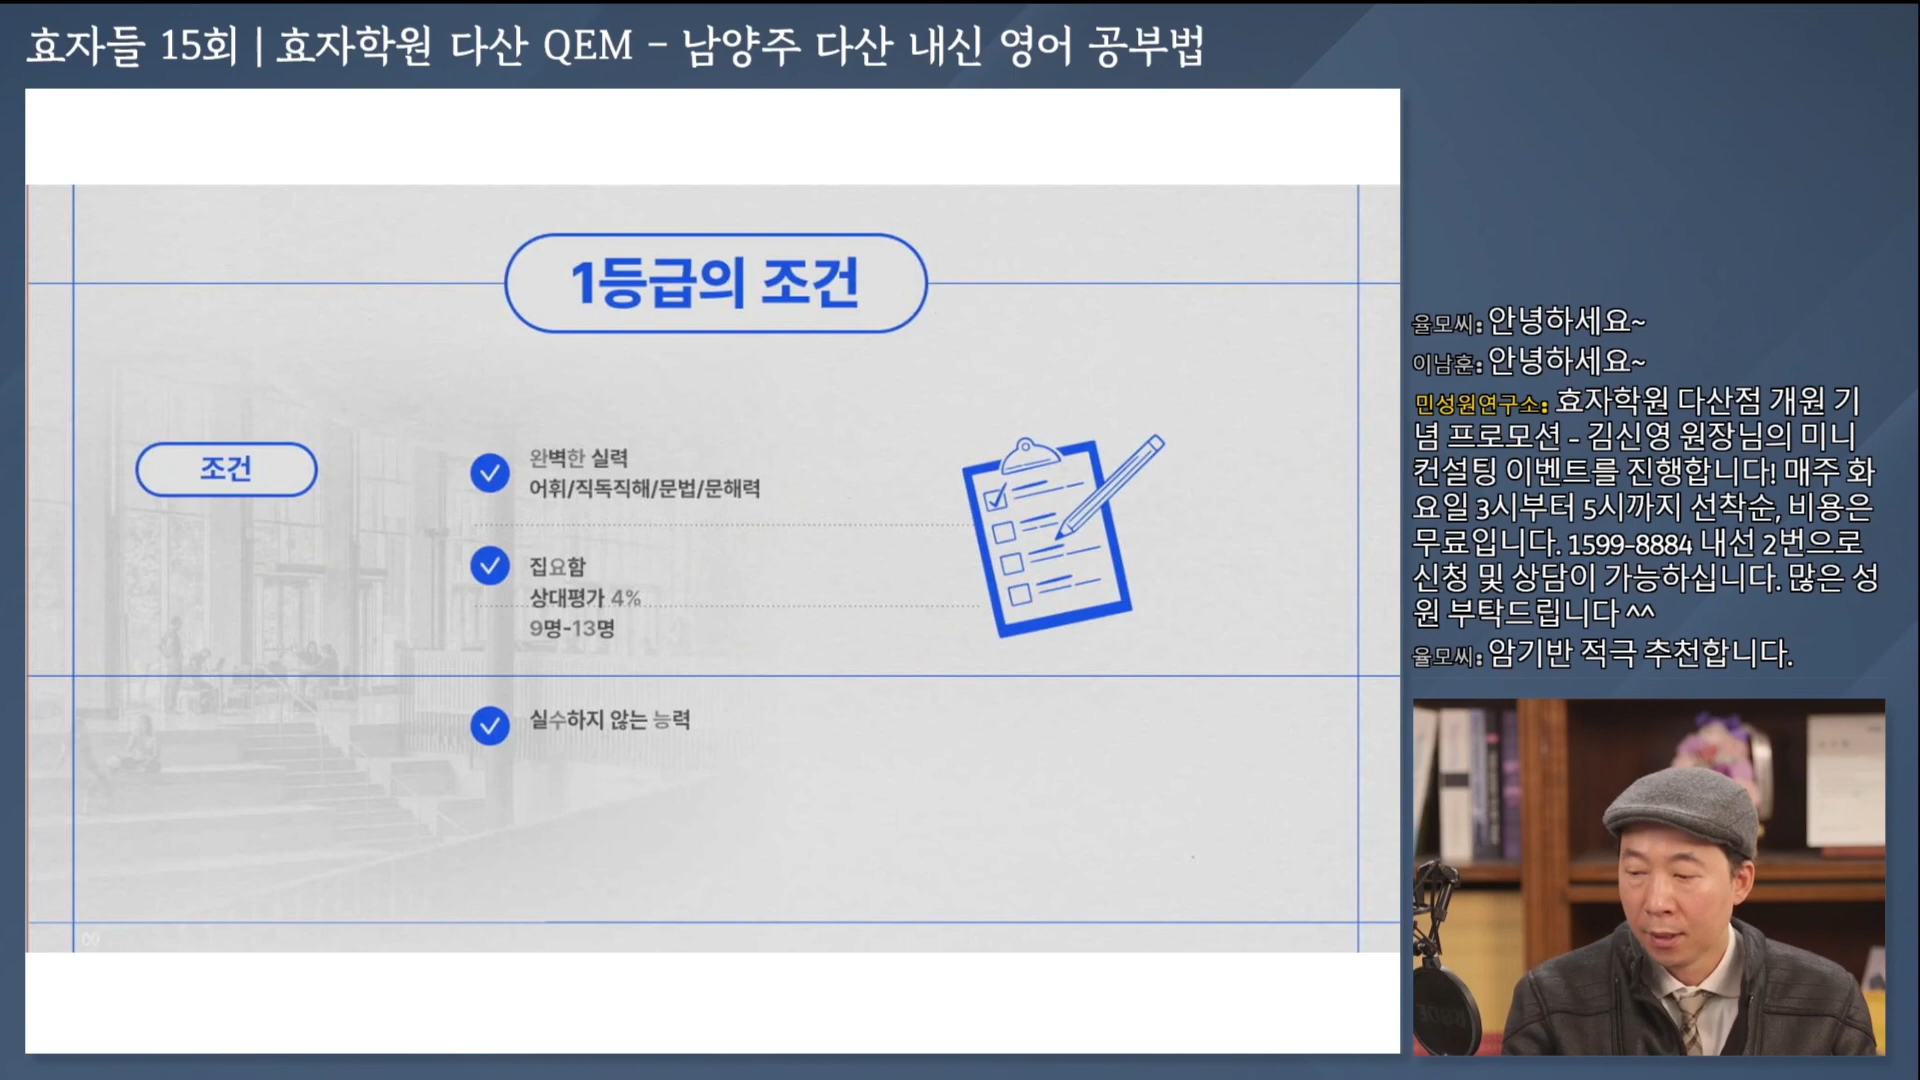 효자들 15회 | 효자학원 다산 QEM - 남양주 다산 내신 영어 공부법
1등급의 조건
조건
완벽한 실력
어휘/직독직해/문법/문해력
집요함
상대평가 4%
9명-13명
실수하지 않는 능력
율모씨: 안녕하세요~
이남훈: 안녕하세요~
민성원연구소: 효자학원 다산점 개원 기
념 프로모션 - 김신영 원장님의 미니
컨설팅 이벤트를 진행합니다! 매주 화
요일 3시부터 5시까지 선착순, 비용은
무료입니다. 1599-8884 내선 2번으로
신청 및 상담이 가능하십니다. 많은 성
원 부탁드립니다 ^^
율모씨: 암기반 적극 추천합니다.